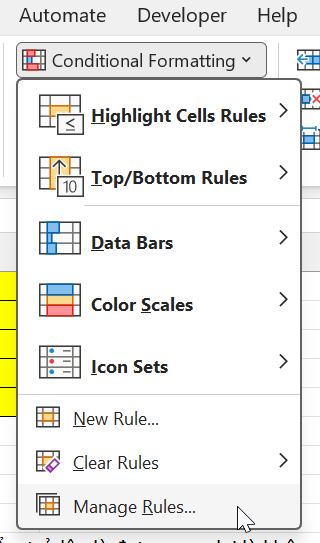 Automate Developer Help
Conditional Formatting
Highlight Cells Rules
Top/Bottom Rules
10
Data Bars
Color Scales
Icon Sets
New Rule...
Clear Rules
Manage Rules...